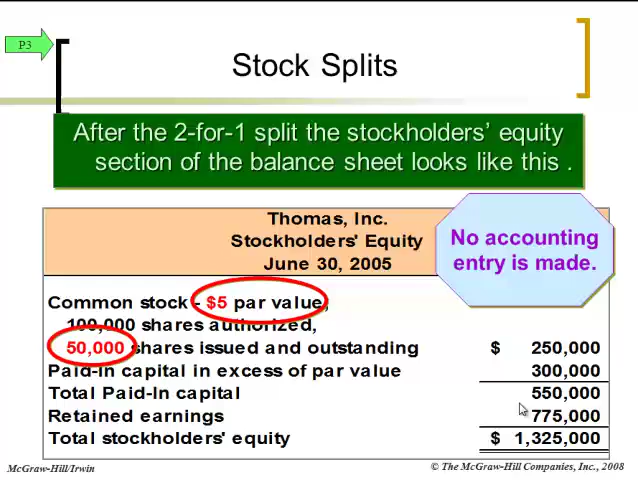 P3
Stock Splits
After the 2-for-1 split the stockholders' equity
section of the balance sheet looks like this .
Thomas, Inc.
Stockholders' Equity
June 30, 2005
No accounting
entry is made.
Common stock - $5 par value,
100,000 shares authorized,
50,000 shares issued and outstanding $ 250,000
Paid-In capital in excess of par value 300,000
Total Paid-In capital 550,000
Retained earnings 775,000
Total stockholders' equity $ 1,325,000
McGraw-Hill/Irwin © The McGraw-Hill Companies, Inc., 2008